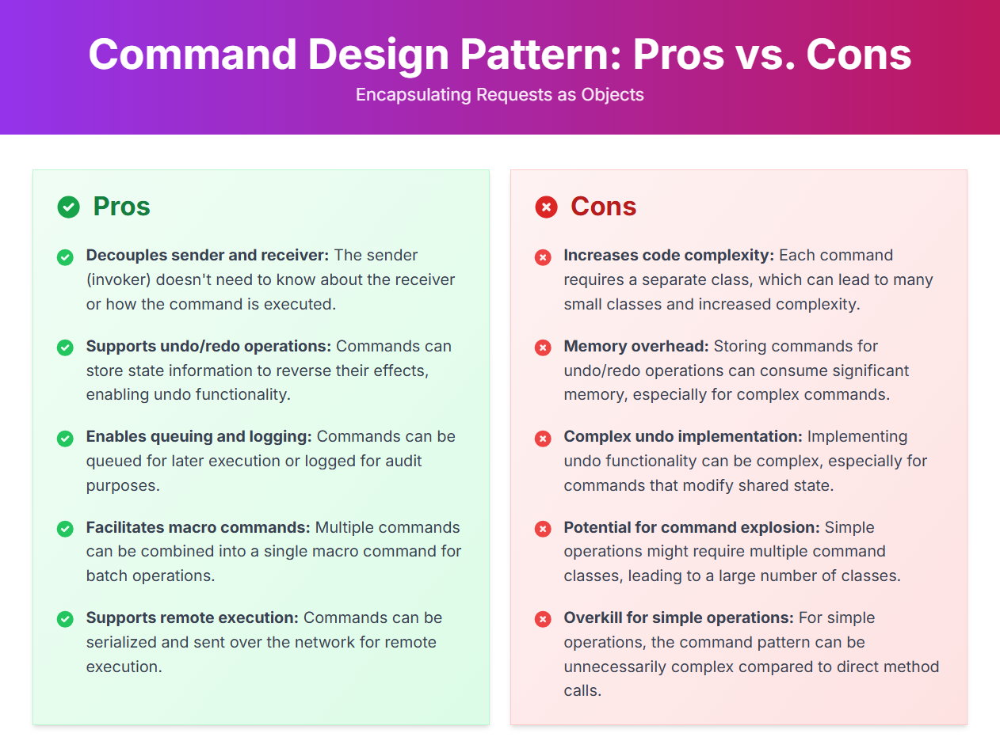 Command Design Pattern: Pros vs. Cons
Encapsulating Requests as Objects
Pros
Decouples sender and receiver: The sender
(invoker) doesn't need to know about the receiver
or how the command is executed.
Supports undo/redo operations: Commands can
store state information to reverse their effects,
enabling undo functionality.
Enables queuing and logging: Commands can be
queued for later execution or logged for audit
purposes.
Facilitates macro commands: Multiple commands
can be combined into a single macro command for
batch operations.
Supports remote execution: Commands can be
serialized and sent over the network for remote
execution.
Cons
Increases code complexity: Each command
requires a separate class, which can lead to many
small classes and increased complexity.
Memory overhead: Storing commands for
undo/redo operations can consume significant
memory, especially for complex commands.
Complex undo implementation: Implementing
undo functionality can be complex, especially for
commands that modify shared state.
Potential for command explosion: Simple
operations might require multiple command
classes, leading to a large number of classes.
Overkill for simple operations: For simple
operations, the command pattern can be
unnecessarily complex compared to direct method
calls.